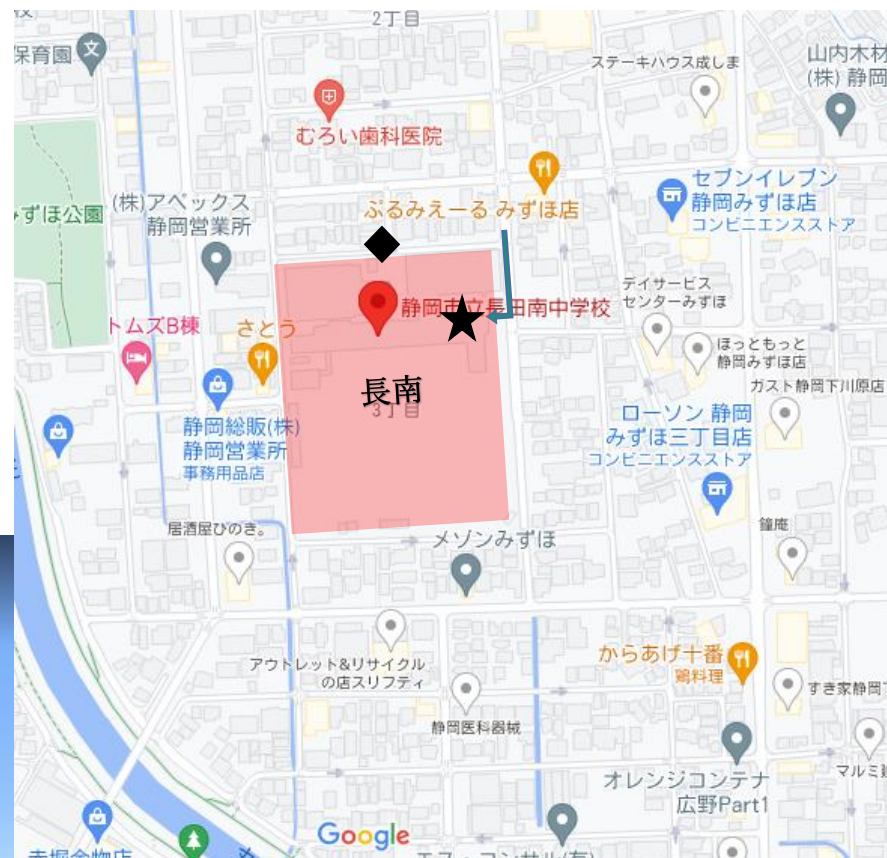 2丁目
保育園
ステーキハウス成しま
山内木材
(株) 静岡
むろい歯科医院
セブンイレブン
静岡みずほ店
コンビニエンスストア
ずほ公園
(株)アペックス
静岡営業所
ぷるみえーる みずほ店
デイサービス
センターみずほ
静岡市立長田南中学校
トムズB棟
さとう
ほっともっと
静岡みずほ店
ガスト静岡下川原店
長南
3丁目
静岡総販(株)
静岡営業所
事務用品店
ローソン 静岡
みずほ三丁目店
コンビニエンスストア
居酒屋ひのき。
メゾンみずほ
鐘庵
アウトレット&リサイクル
の店スリフティ
からあげ十番
鶏料理
すき家静岡
静岡医科器械
オレンジコンテナ
広野Part1
マルミ
Google